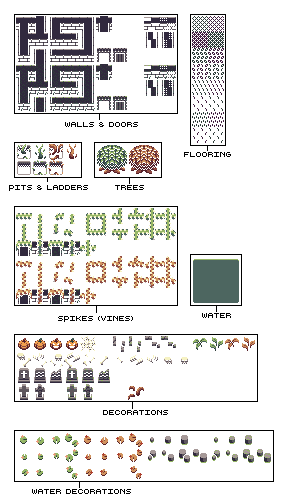 WALLS & DOORS
FLOORING
PITS & LADDERS
TREES
SPIKES (VINES)
WATER
DECORATIONS
WATER DECORATIONS